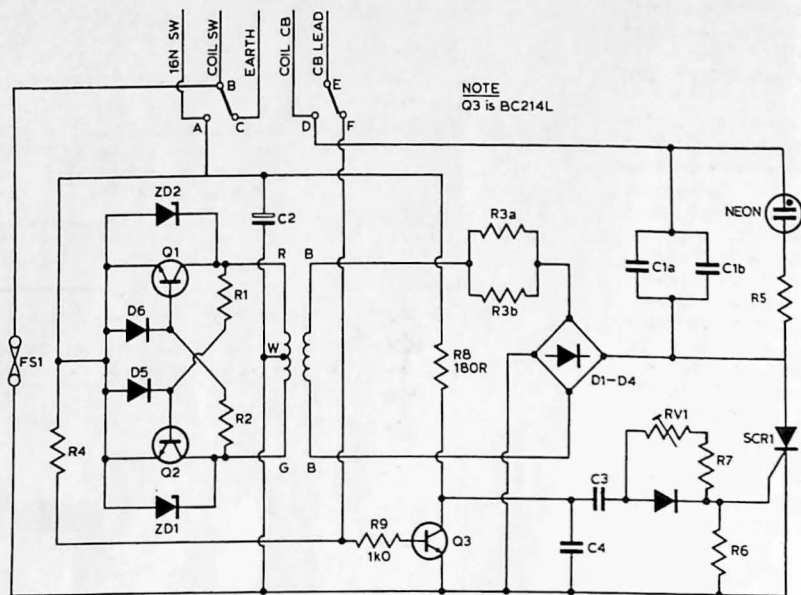 16N SW
COIL SW
EARTH
COIL CB
CB LEAD
B
C
A
E
F
D
NOTE
Q3 is BC214L
ZD2
C2
NEON
Q1
R
B
R3a
R3b
C1a
C1b
R1
D6
R5
FS1
W
R8
180R
D1-D4
D5
R2
RV1
SCR1
R4
R7
Q2
G
B
ZD1
C3
R9
1k0
Q3
C4
R6